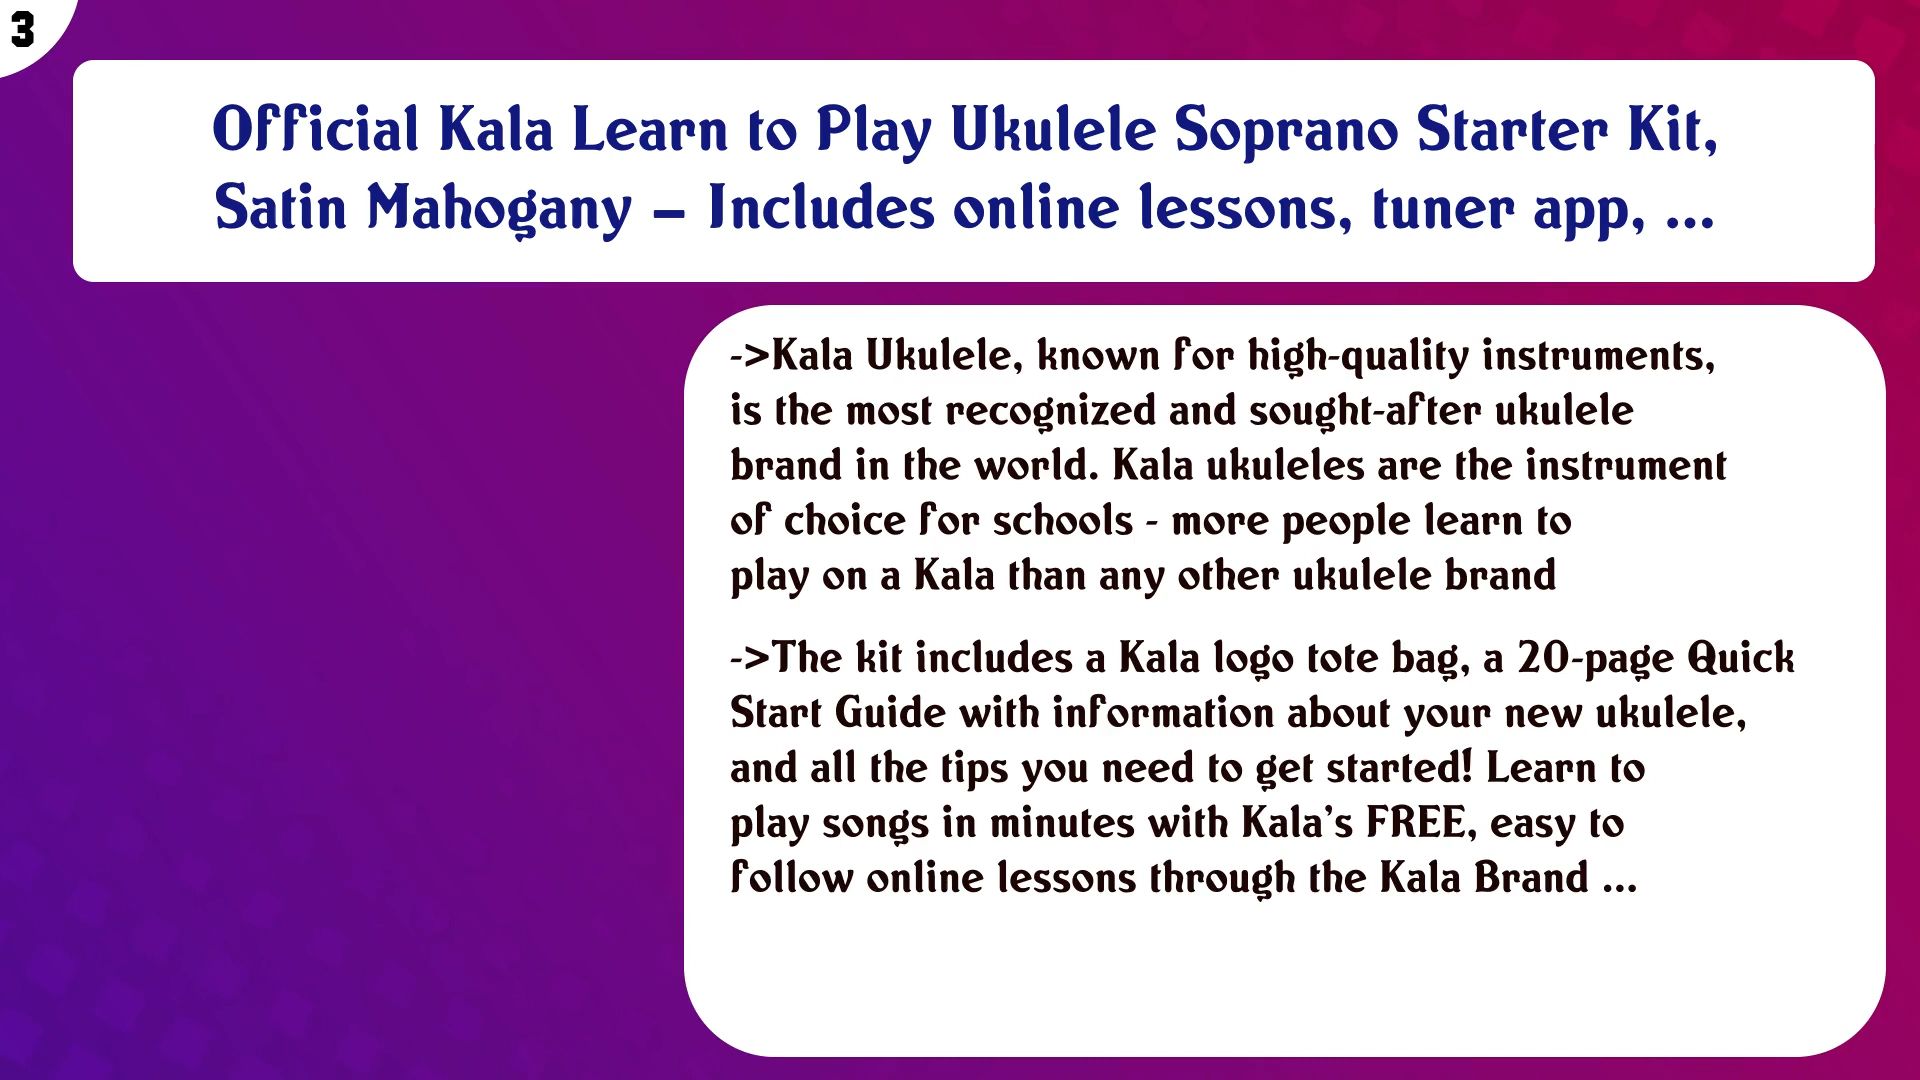 3
Official Kala Learn to Play Ukulele Soprano Starter Kit,
Satin Mahogany – Includes online lessons, tuner app, ...
->Kala Ukulele, known for high-quality instruments,
is the most recognized and sought-after ukulele
brand in the world. Kala ukuleles are the instrument
of choice for schools - more people learn to
play on a Kala than any other ukulele brand
->The kit includes a Kala logo tote bag, a 20-page Quick
Start Guide with information about your new ukulele,
and all the tips you need to get started! Learn to
play songs in minutes with Kala’s FREE, easy to
follow online lessons through the Kala Brand ...